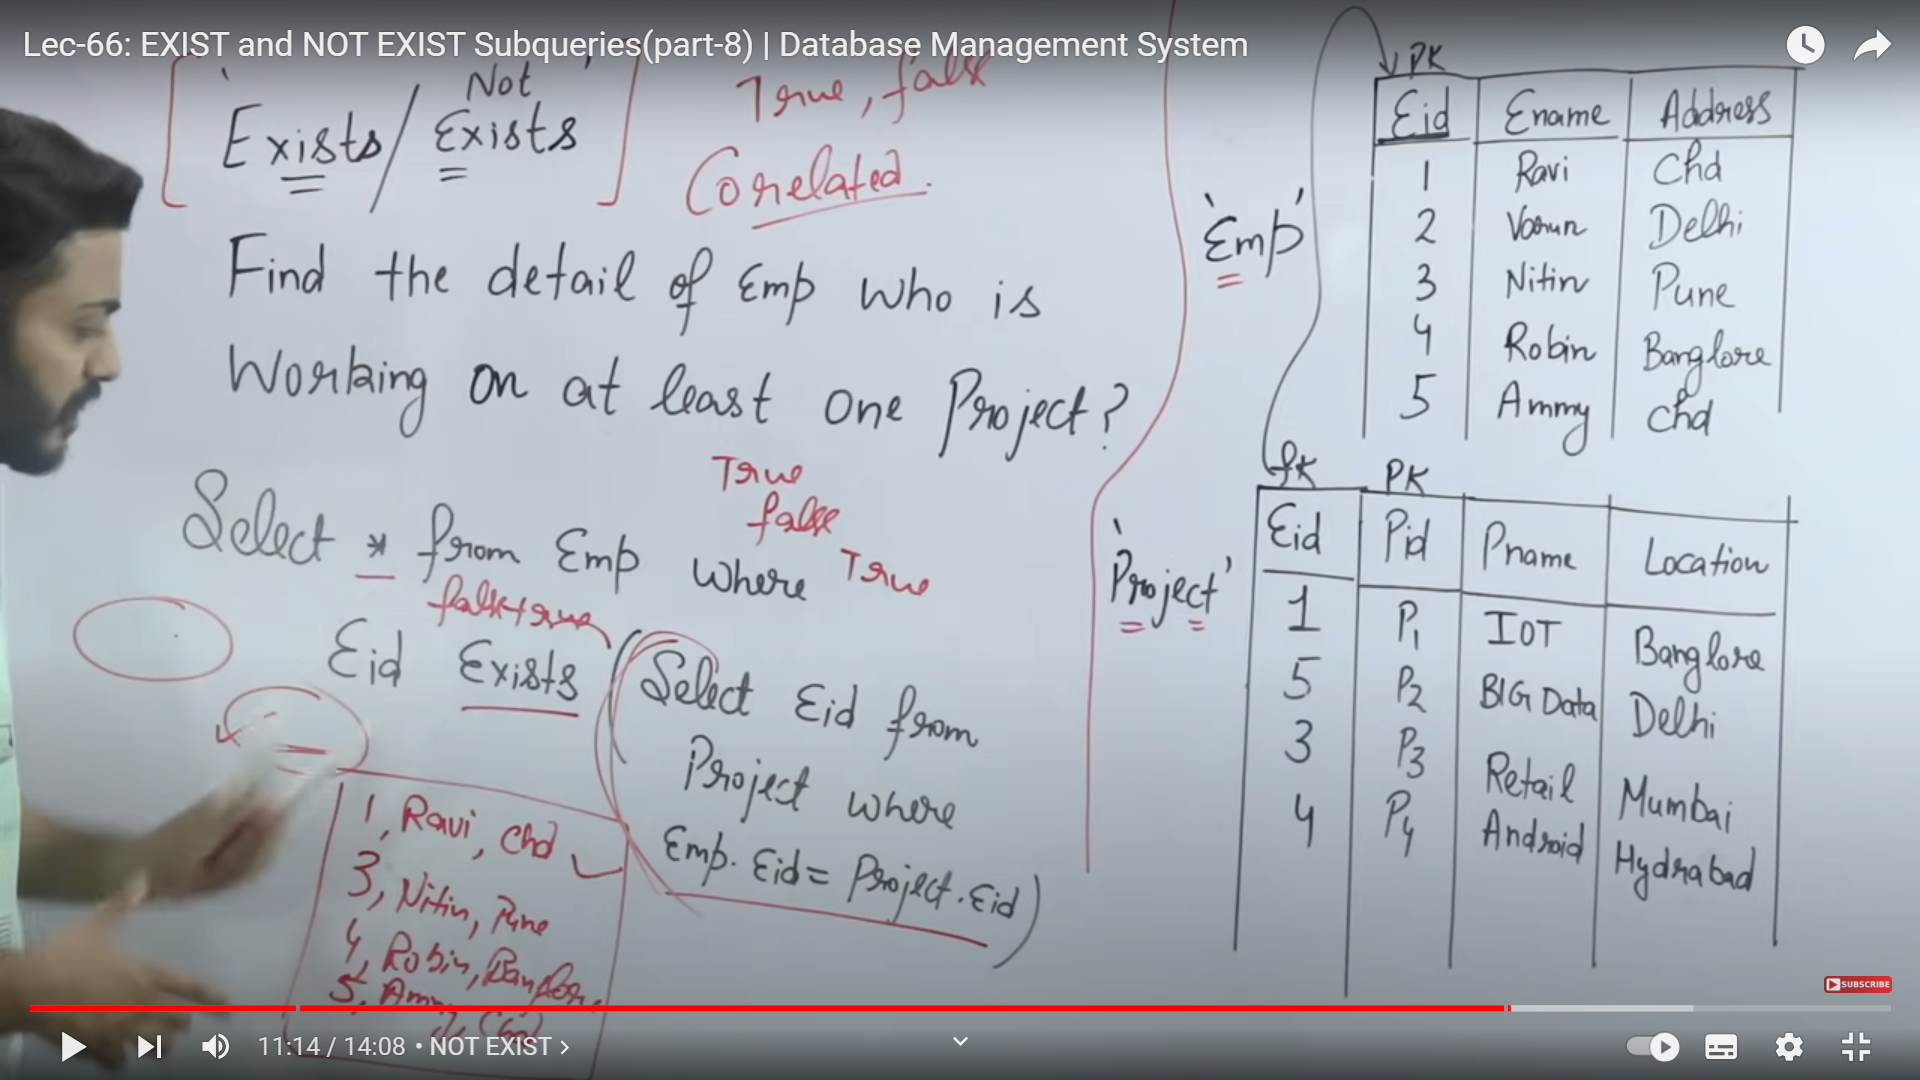 Lec-66: EXIST and NOT EXIST Subqueries(part-8) | Database Management System
'Exists/ Not Exists'
True, false
Corelated.
Find the detail of Emp who is
Working on at least one Project?
True
false
Select * from Emp where True
false true
Eid Exists (Select Eid from
Project where
Emp. Eid = Project.Eid)
1, Ravi, Chd
3, Nitin, Pune
4, Robin, Banglore
5, Ammy, Chd
'Emp'
PK
Eid Ename Address
1 Ravi Chd
2 Varun Delhi
3 Nitin Pune
4 Robin Banglore
5 Ammy Chd
'Project'
fK PK
Eid Pid Pname Location
1 P1 IOT Banglore
5 P2 BIG Data Delhi
3 P3 Retail Mumbai
4 P4 Android Hydrabad
SUBSCRIBE
11:14 / 14:08 • NOT EXIST >